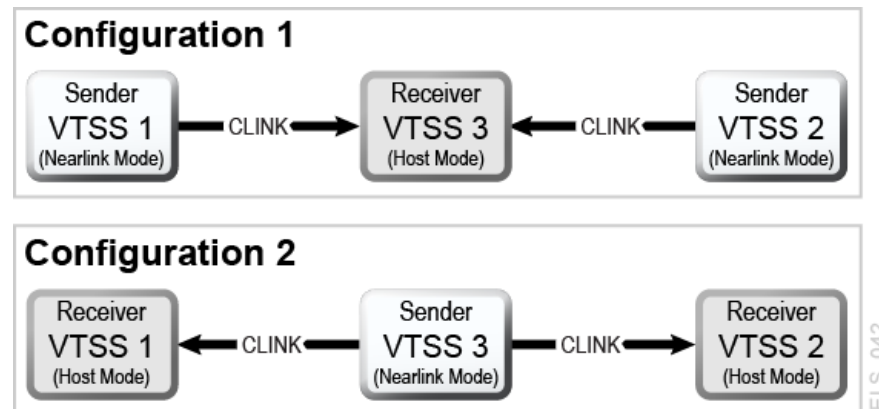 Configuration 1
Sender
VTSS 1
(Nearlink Mode)
CLINK
Receiver
VTSS 3
(Host Mode)
CLINK
Sender
VTSS 2
(Nearlink Mode)
Configuration 2
Receiver
VTSS 1
(Host Mode)
CLINK
Sender
VTSS 3
(Nearlink Mode)
CLINK
Receiver
VTSS 2
(Host Mode)